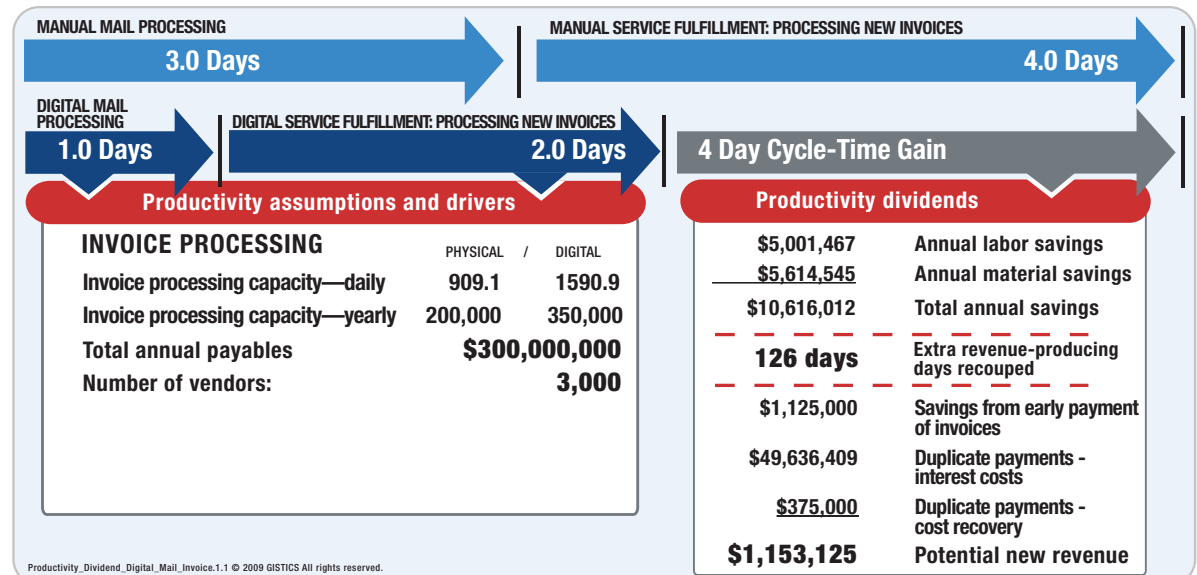 MANUAL MAIL PROCESSING
3.0 Days
MANUAL SERVICE FULFILLMENT: PROCESSING NEW INVOICES
4.0 Days
DIGITAL MAIL
PROCESSING
1.0 Days
DIGITAL SERVICE FULFILLMENT: PROCESSING NEW INVOICES
2.0 Days
4 Day Cycle-Time Gain
Productivity assumptions and drivers
INVOICE PROCESSING PHYSICAL / DIGITAL
Invoice processing capacity—daily 909.1 1590.9
Invoice processing capacity—yearly 200,000 350,000
Total annual payables $300,000,000
Number of vendors: 3,000
Productivity dividends
$5,001,467 Annual labor savings
$5,614,545 Annual material savings
$10,616,012 Total annual savings
126 days Extra revenue-producing
days recouped
$1,125,000 Savings from early payment
of invoices
$49,636,409 Duplicate payments -
interest costs
$375,000 Duplicate payments -
cost recovery
$1,153,125 Potential new revenue
Productivity_Dividend_Digital_Mail_Invoice.1.1 © 2009 GISTICS All rights reserved.